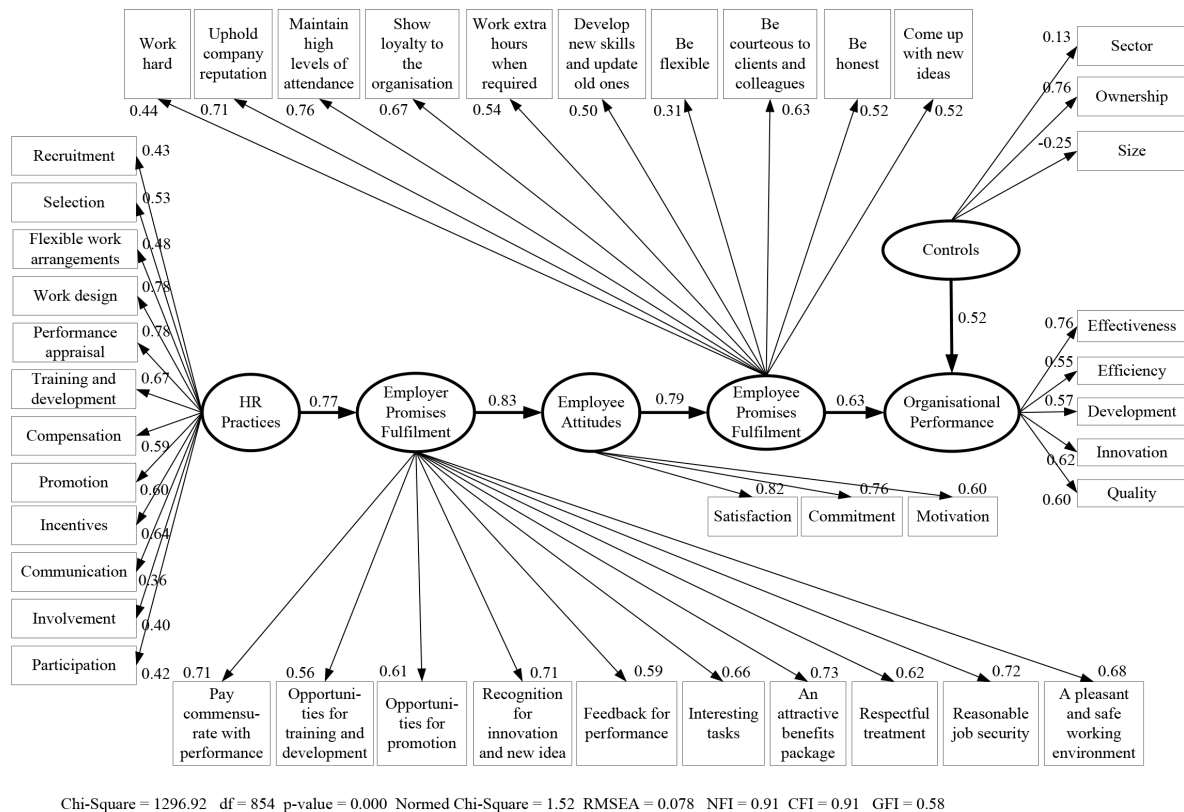 Work
hard
Uphold
company
reputation
Maintain
high
levels of
attendance
Show
loyalty to
the
organisation
Work extra
hours
when
required
Develop
new skills
and update
old ones
Be
flexible
Be
courteous to
clients and
colleagues
Be
honest
Come up
with new
ideas
0.44
0.71
0.76
0.67
0.54
0.50
0.31
0.63
0.52
0.52
0.13
Sector
0.76
Ownership
-0.25
Size
Controls
0.52
Recruitment
0.43
Selection
0.53
Flexible work
arrangements
0.48
Work design
0.78
Performance
appraisal
0.78
Training and
development
0.67
Compensation
0.59
Promotion
0.60
Incentives
0.64
Communication
0.36
Involvement
0.40
Participation
0.42
HR
Practices
0.77
Employer
Promises
Fulfilment
0.83
Employee
Attitudes
0.79
Employee
Promises
Fulfilment
0.63
Organisational
Performance
0.76
Effectiveness
0.55
Efficiency
0.57
Development
0.62
Innovation
0.60
Quality
0.82
0.76
0.60
Satisfaction
Commitment
Motivation
0.71
0.56
0.61
0.71
0.59
0.66
0.73
0.62
0.72
0.68
Pay
commensu-
rate with
performance
Opportuni-
ties for
training and
development
Opportuni-
ties for
promotion
Recognition
for
innovation
and new idea
Feedback for
performance
Interesting
tasks
An
attractive
benefits
package
Respectful
treatment
Reasonable
job security
A pleasant
and safe
working
environment
Chi-Square = 1296.92 df = 854 p-value = 0.000 Normed Chi-Square = 1.52 RMSEA = 0.078 NFI = 0.91 CFI = 0.91 GFI = 0.58